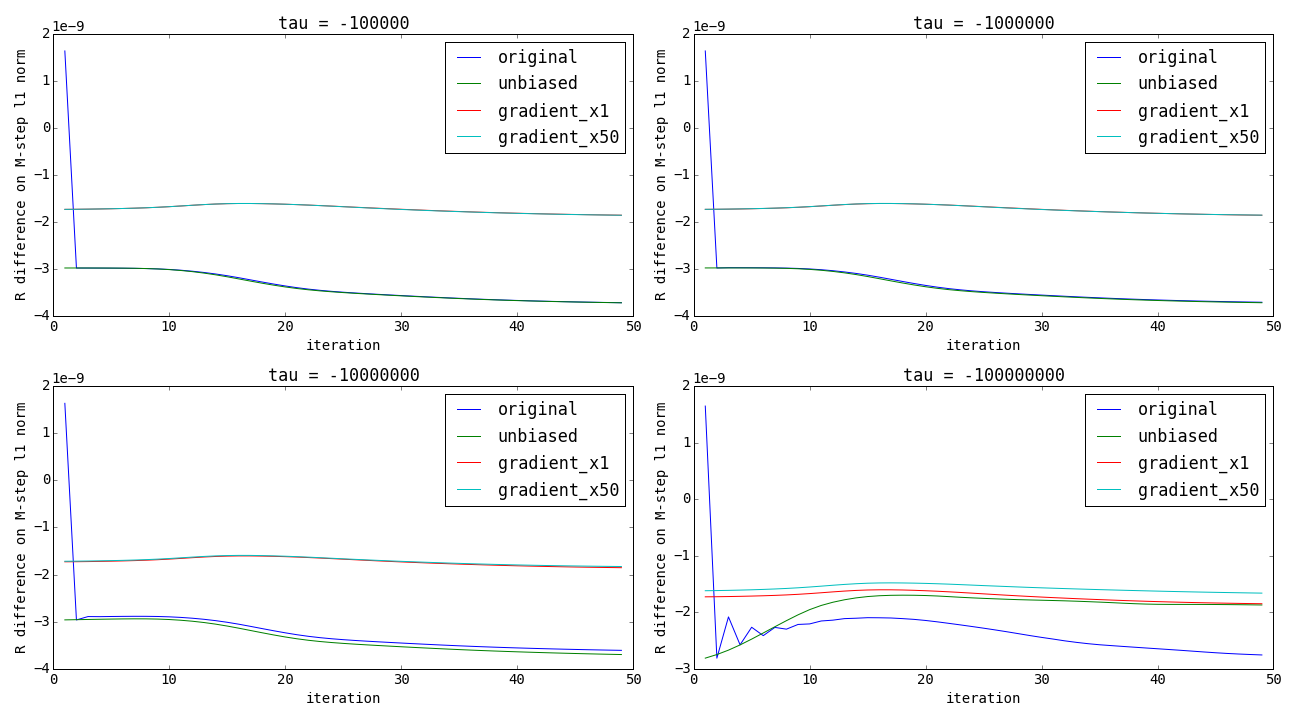 tau = -100000
1e−9
R difference on M-step l1 norm
2
1
0
−1
−2
−3
−4
original
unbiased
gradient_x1
gradient_x50
0 10 20 30 40 50
iteration
tau = -1000000
1e−9
R difference on M-step l1 norm
2
1
0
−1
−2
−3
−4
original
unbiased
gradient_x1
gradient_x50
0 10 20 30 40 50
iteration
tau = -10000000
1e−9
R difference on M-step l1 norm
2
1
0
−1
−2
−3
−4
original
unbiased
gradient_x1
gradient_x50
0 10 20 30 40 50
iteration
tau = -100000000
1e−9
R difference on M-step l1 norm
2
1
0
−1
−2
−3
original
unbiased
gradient_x1
gradient_x50
0 10 20 30 40 50
iteration